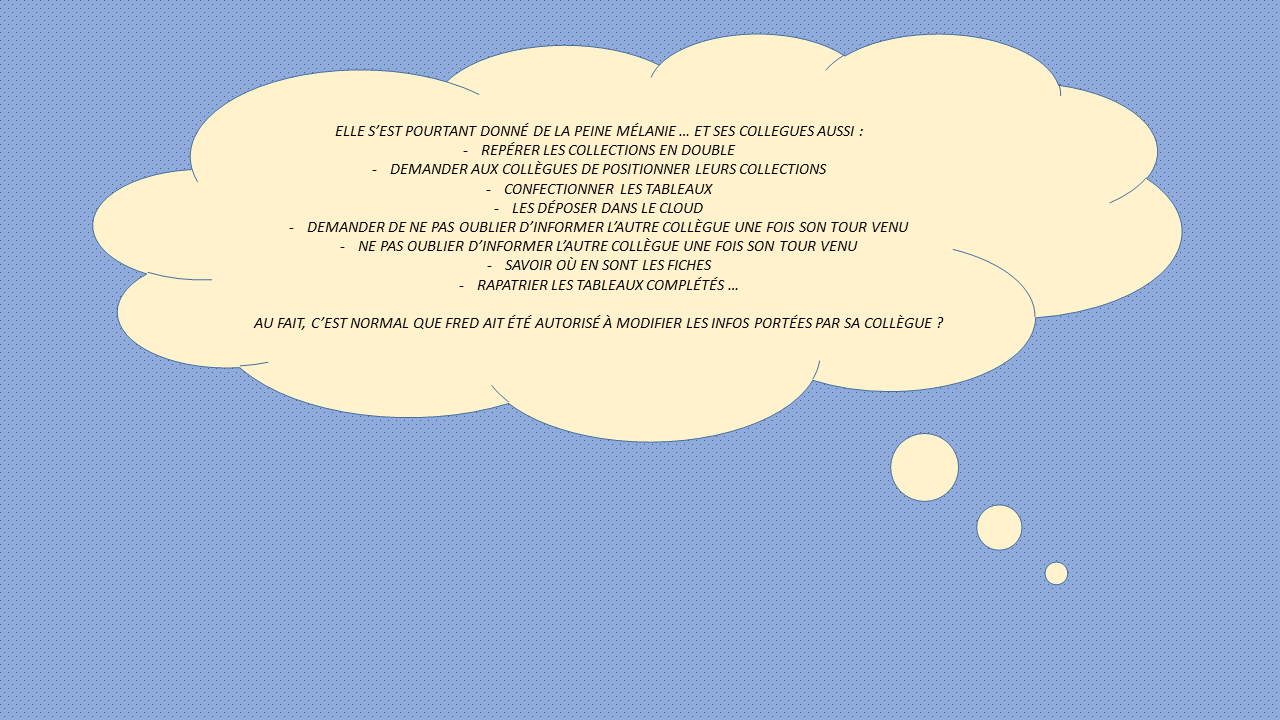 ELLE S’EST POURTANT DONNÉ DE LA PEINE MÉLANIE … ET SES COLLEGUES AUSSI :
- REPÉRER LES COLLECTIONS EN DOUBLE
- DEMANDER AUX COLLÈGUES DE POSITIONNER LEURS COLLECTIONS
- CONFECTIONNER LES TABLEAUX
- LES DÉPOSER DANS LE CLOUD
- DEMANDER DE NE PAS OUBLIER D’INFORMER L’AUTRE COLLÈGUE UNE FOIS SON TOUR VENU
- NE PAS OUBLIER D’INFORMER L’AUTRE COLLÈGUE UNE FOIS SON TOUR VENU
- SAVOIR OÙ EN SONT LES FICHES
- RAPATRIER LES TABLEAUX COMPLÉTÉS …
AU FAIT, C’EST NORMAL QUE FRED AIT ÉTÉ AUTORISÉ À MODIFIER LES INFOS PORTÉES PAR SA COLLÈGUE ?